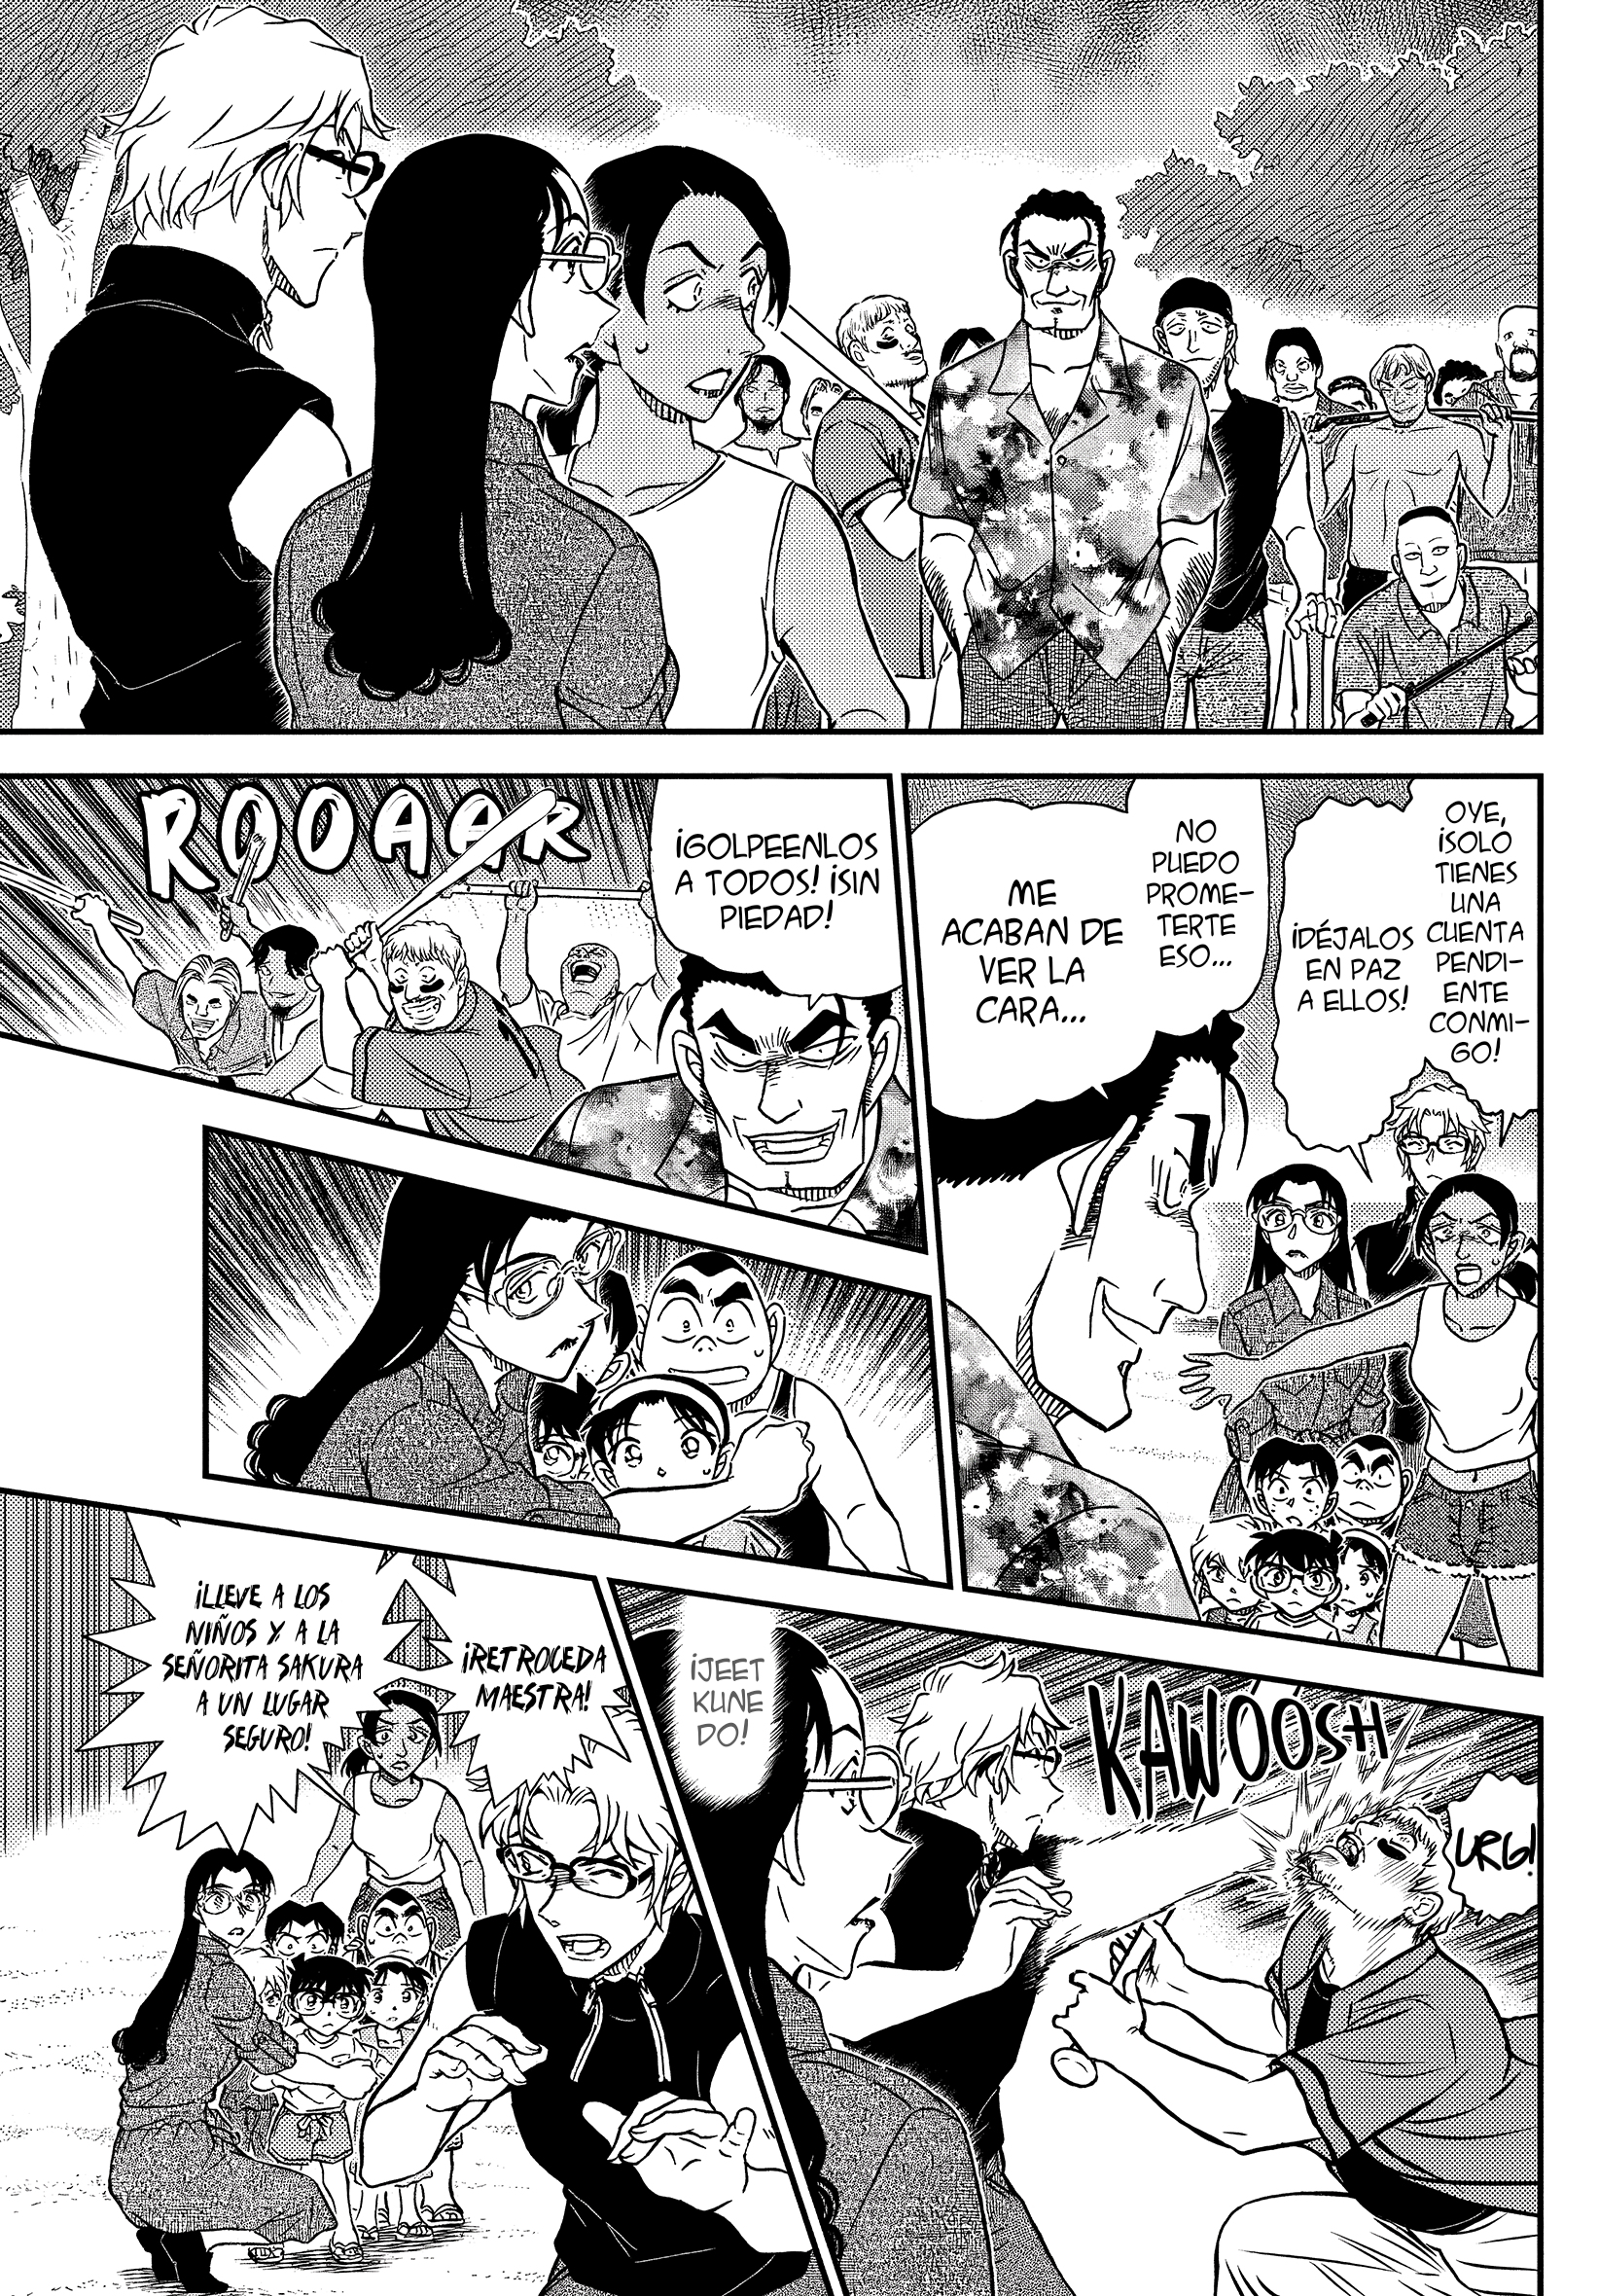 OYE,
¡SOLO
TIENES
UNA
CUENTA
PENDI-
ENTE
CONMI-
GO!
¡DÉJALOS
EN PAZ
A ELLOS!
NO
PUEDO
PROME-
TERTE
ESO...
ME
ACABAN DE
VER LA
CARA...
¡GOLPEENLOS
A TODOS! ¡SIN
PIEDAD!
ROOAAR
KAWOOSH
URG!
¡JEET
KUNE
DO!
¡RETROCEDA
MAESTRA!
¡LLEVE A LOS
NIÑOS Y A LA
SEÑORITA SAKURA
A UN LUGAR
SEGURO!